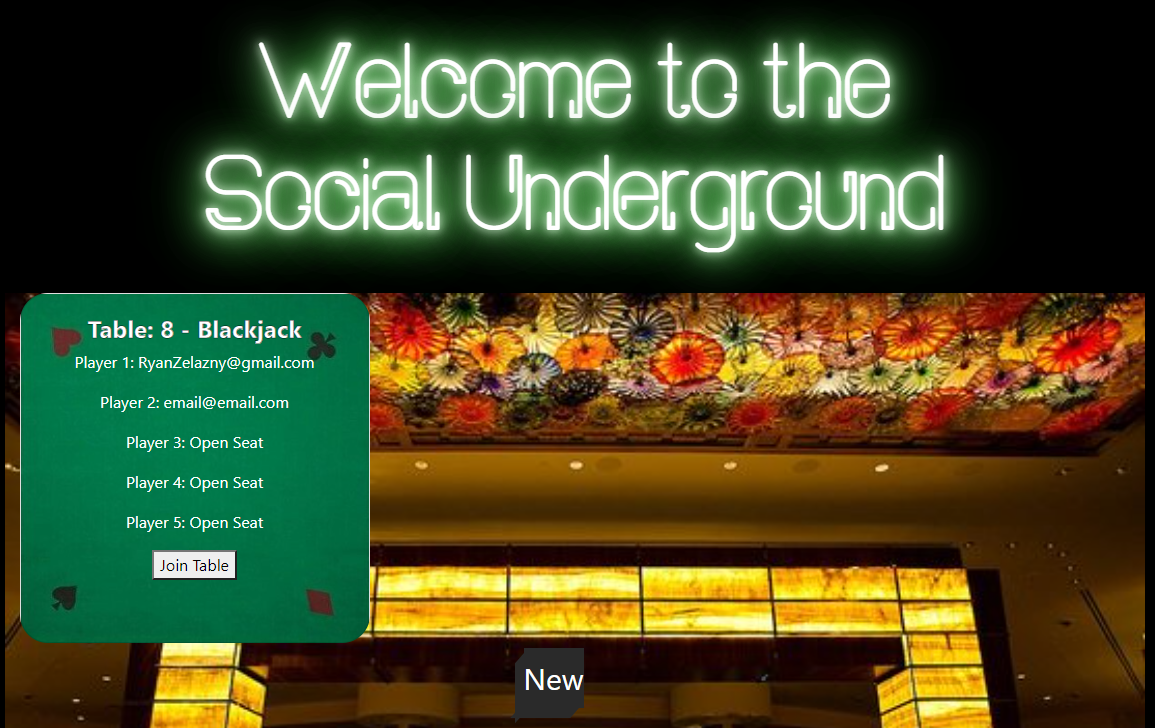 Welcome to the
Social Underground
Table: 8 - Blackjack
Player 1: RyanZelazny@gmail.com
Player 2: email@email.com
Player 3: Open Seat
Player 4: Open Seat
Player 5: Open Seat
Join Table
New